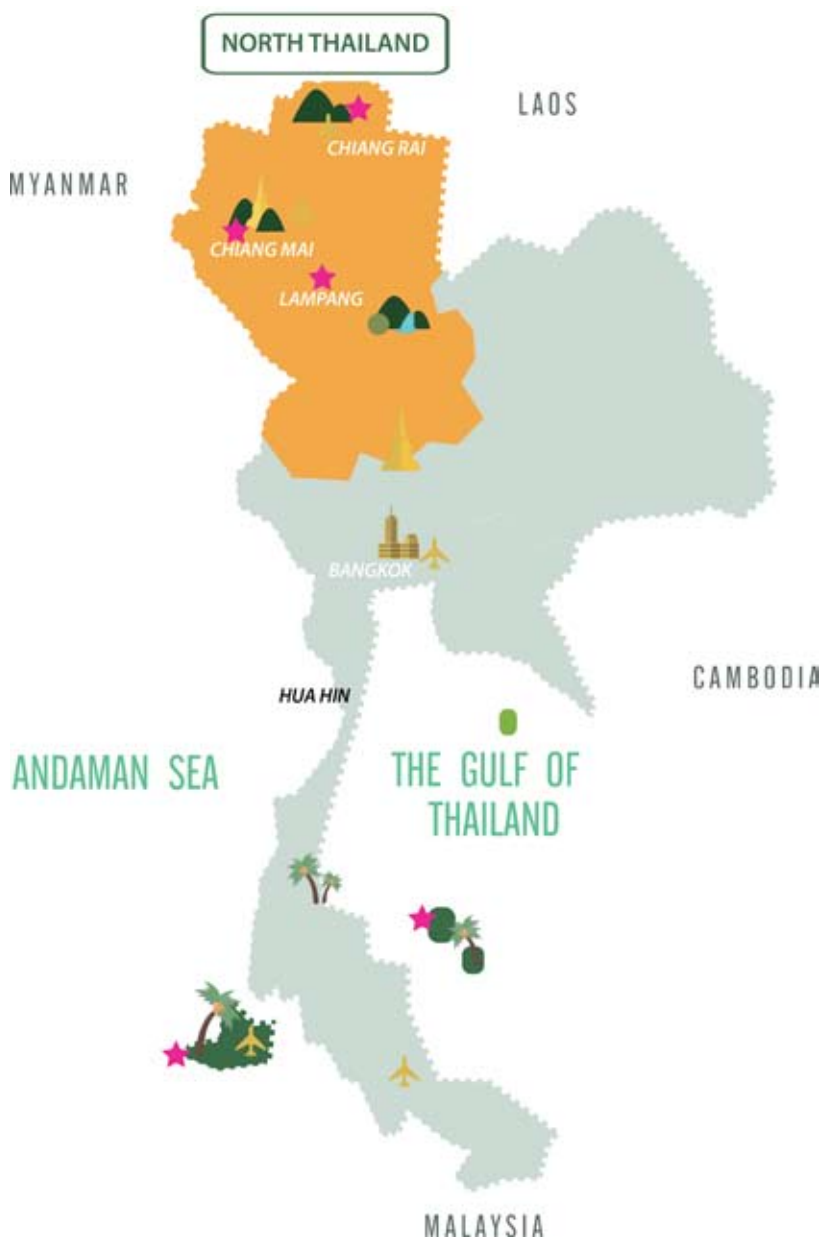 NORTH THAILAND
LAOS
CHIANG RAI
MYANMAR
CHIANG MAI
LAMPANG
BANGKOK
CAMBODIA
HUA HIN
ANDAMAN SEA
THE GULF OF
THAILAND
MALAYSIA